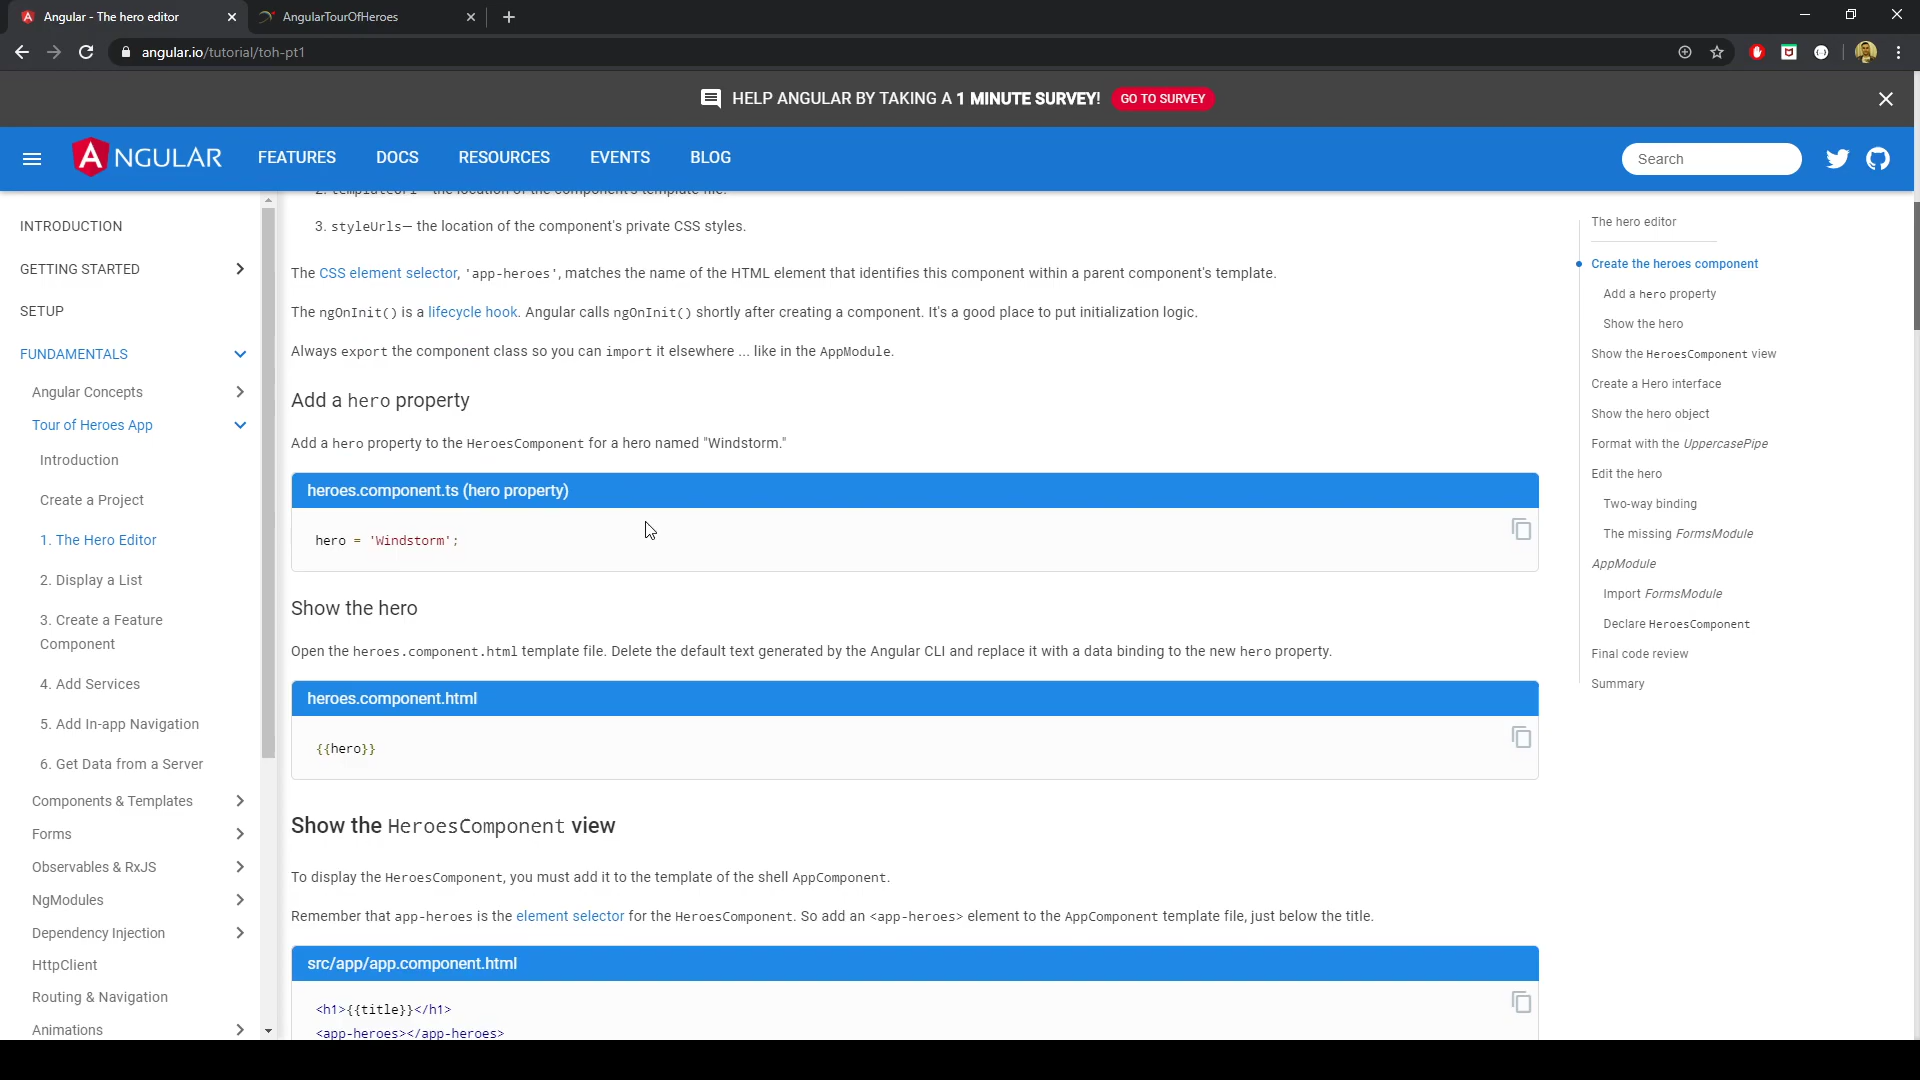 Angular - The hero editor
AngularTourOfHeroes
angular.io/tutorial/toh-pt1
HELP ANGULAR BY TAKING A 1 MINUTE SURVEY!
GO TO SURVEY
ANGULAR
FEATURES
DOCS
RESOURCES
EVENTS
BLOG
Search
INTRODUCTION
GETTING STARTED
SETUP
FUNDAMENTALS
Angular Concepts
Tour of Heroes App
Introduction
Create a Project
1. The Hero Editor
2. Display a List
3. Create a Feature
Component
4. Add Services
5. Add In-app Navigation
6. Get Data from a Server
Components & Templates
Forms
Observables & RxJS
NgModules
Dependency Injection
HttpClient
Routing & Navigation
Animations
2. templateUrl— the location of the component's template file.
3. styleUrls— the location of the component's private CSS styles.
The CSS element selector, 'app-heroes', matches the name of the HTML element that identifies this component within a parent component's template.
The ngOnInit() is a lifecycle hook. Angular calls ngOnInit() shortly after creating a component. It's a good place to put initialization logic.
Always export the component class so you can import it elsewhere ... like in the AppModule.
Add a hero property
Add a hero property to the HeroesComponent for a hero named "Windstorm."
heroes.component.ts (hero property)
hero = 'Windstorm';
Show the hero
Open the heroes.component.html template file. Delete the default text generated by the Angular CLI and replace it with a data binding to the new hero property.
heroes.component.html
{{hero}}
Show the HeroesComponent view
To display the HeroesComponent, you must add it to the template of the shell AppComponent.
Remember that app-heroes is the element selector for the HeroesComponent. So add an <app-heroes> element to the AppComponent template file, just below the title.
src/app/app.component.html
<h1>{{title}}</h1>
<app-heroes></app-heroes>
The hero editor
Create the heroes component
Add a hero property
Show the hero
Show the HeroesComponent view
Create a Hero interface
Show the hero object
Format with the UppercasePipe
Edit the hero
Two-way binding
The missing FormsModule
AppModule
Import FormsModule
Declare HeroesComponent
Final code review
Summary